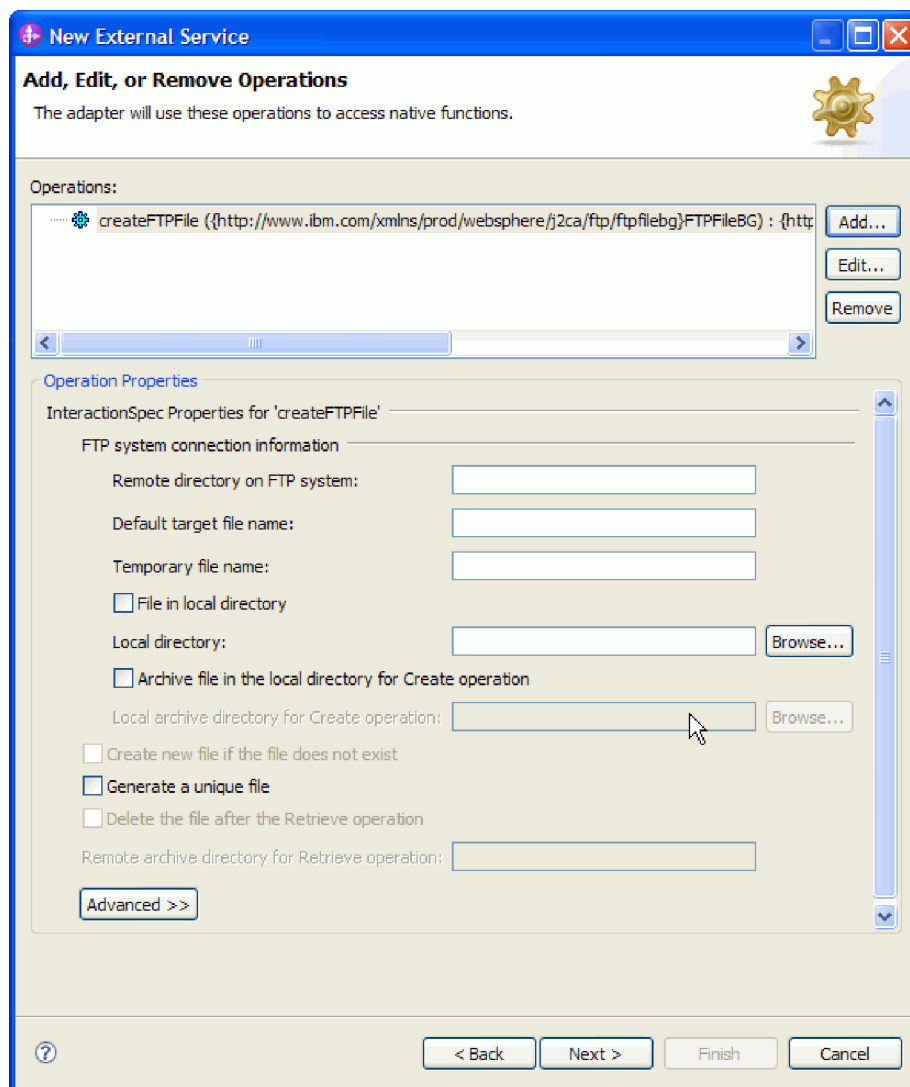 New External Service
Add, Edit, or Remove Operations
The adapter will use these operations to access native functions.
Operations:
createFTPFile ({http://www.ibm.com/xmlns/prod/websphere/j2ca/ftp/ftpfilebg}FTPFileBG) : {http
Add...
Edit...
Remove
Operation Properties
InteractionSpec Properties for 'createFTPFile'
FTP system connection information
Remote directory on FTP system:
Default target file name:
Temporary file name:
File in local directory
Local directory:
Browse...
Archive file in the local directory for Create operation
Local archive directory for Create operation:
Browse...
Create new file if the file does not exist
Generate a unique file
Delete the file after the Retrieve operation
Remote archive directory for Retrieve operation:
Advanced >>
?
< Back
Next >
Finish
Cancel